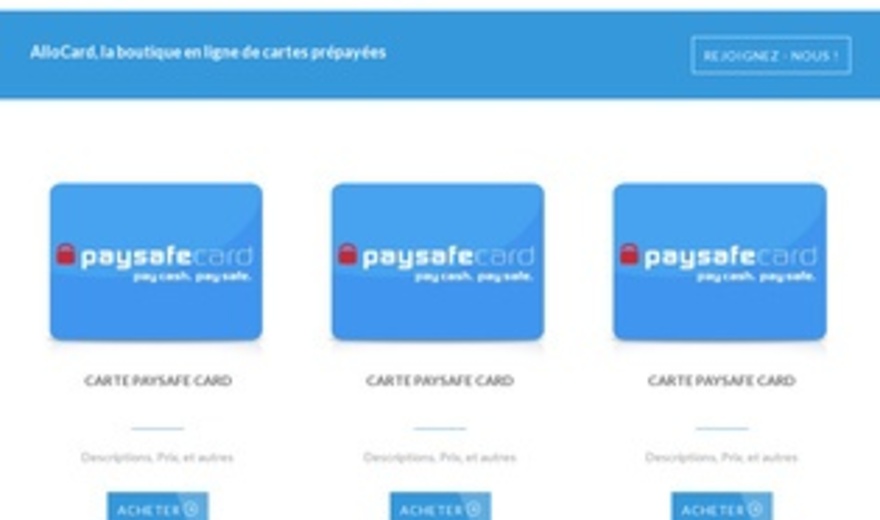 AlloCard, la boutique en ligne de cartes prépayées
REJOIGNEZ - NOUS !
paysafecard
pay cash. pay safe.
paysafecard
pay cash. pay safe.
paysafecard
pay cash. pay safe.
CARTE PAYSAFE CARD
CARTE PAYSAFE CARD
CARTE PAYSAFE CARD
Descriptions, Prix, et autres
Descriptions, Prix, et autres
Descriptions, Prix, et autres
ACHETER
ACHETER
ACHETER